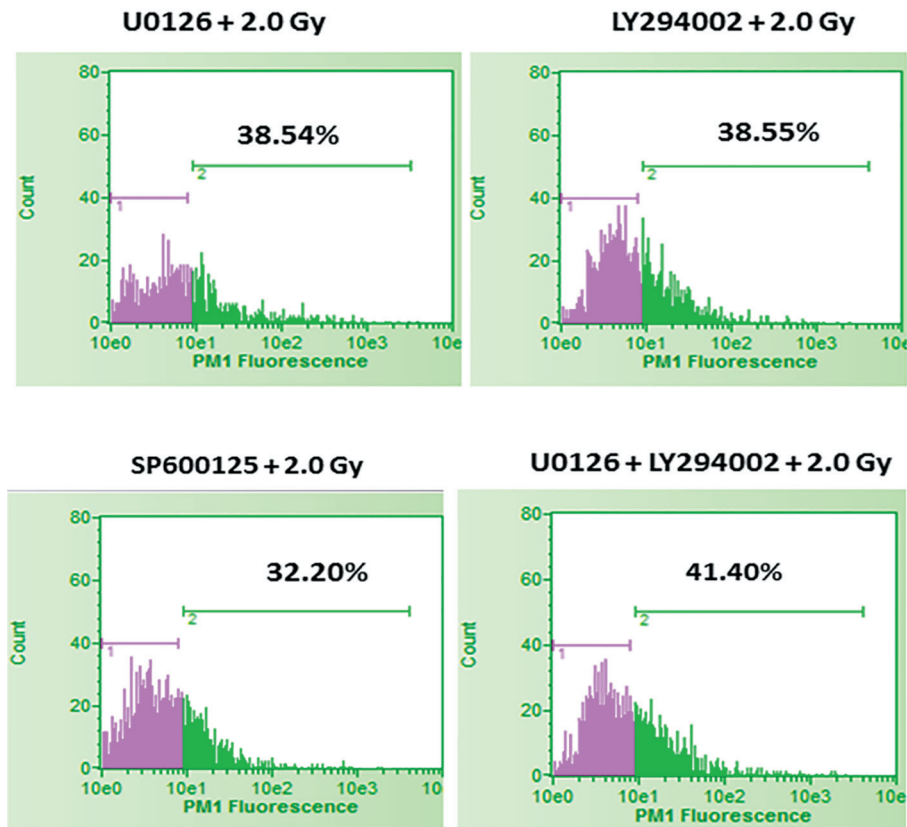 U0126 + 2.0 Gy
LY294002 + 2.0 Gy
80
60
40
20
0
Count
38.54%
1
2
10e0 10e1 10e2 10e3 10e
PM1 Fluorescence
80
60
40
20
0
Count
38.55%
1
2
10e0 10e1 10e2 10e3 10e
PM1 Fluorescence
SP600125 + 2.0 Gy
U0126 + LY294002 + 2.0 Gy
80
60
40
20
0
Count
32.20%
1
2
10e0 10e1 10e2 10e3 10
PM1 Fluorescence
80
60
40
20
0
Count
41.40%
1
2
10e0 10e1 10e2 10e3 10e
PM1 Fluorescence